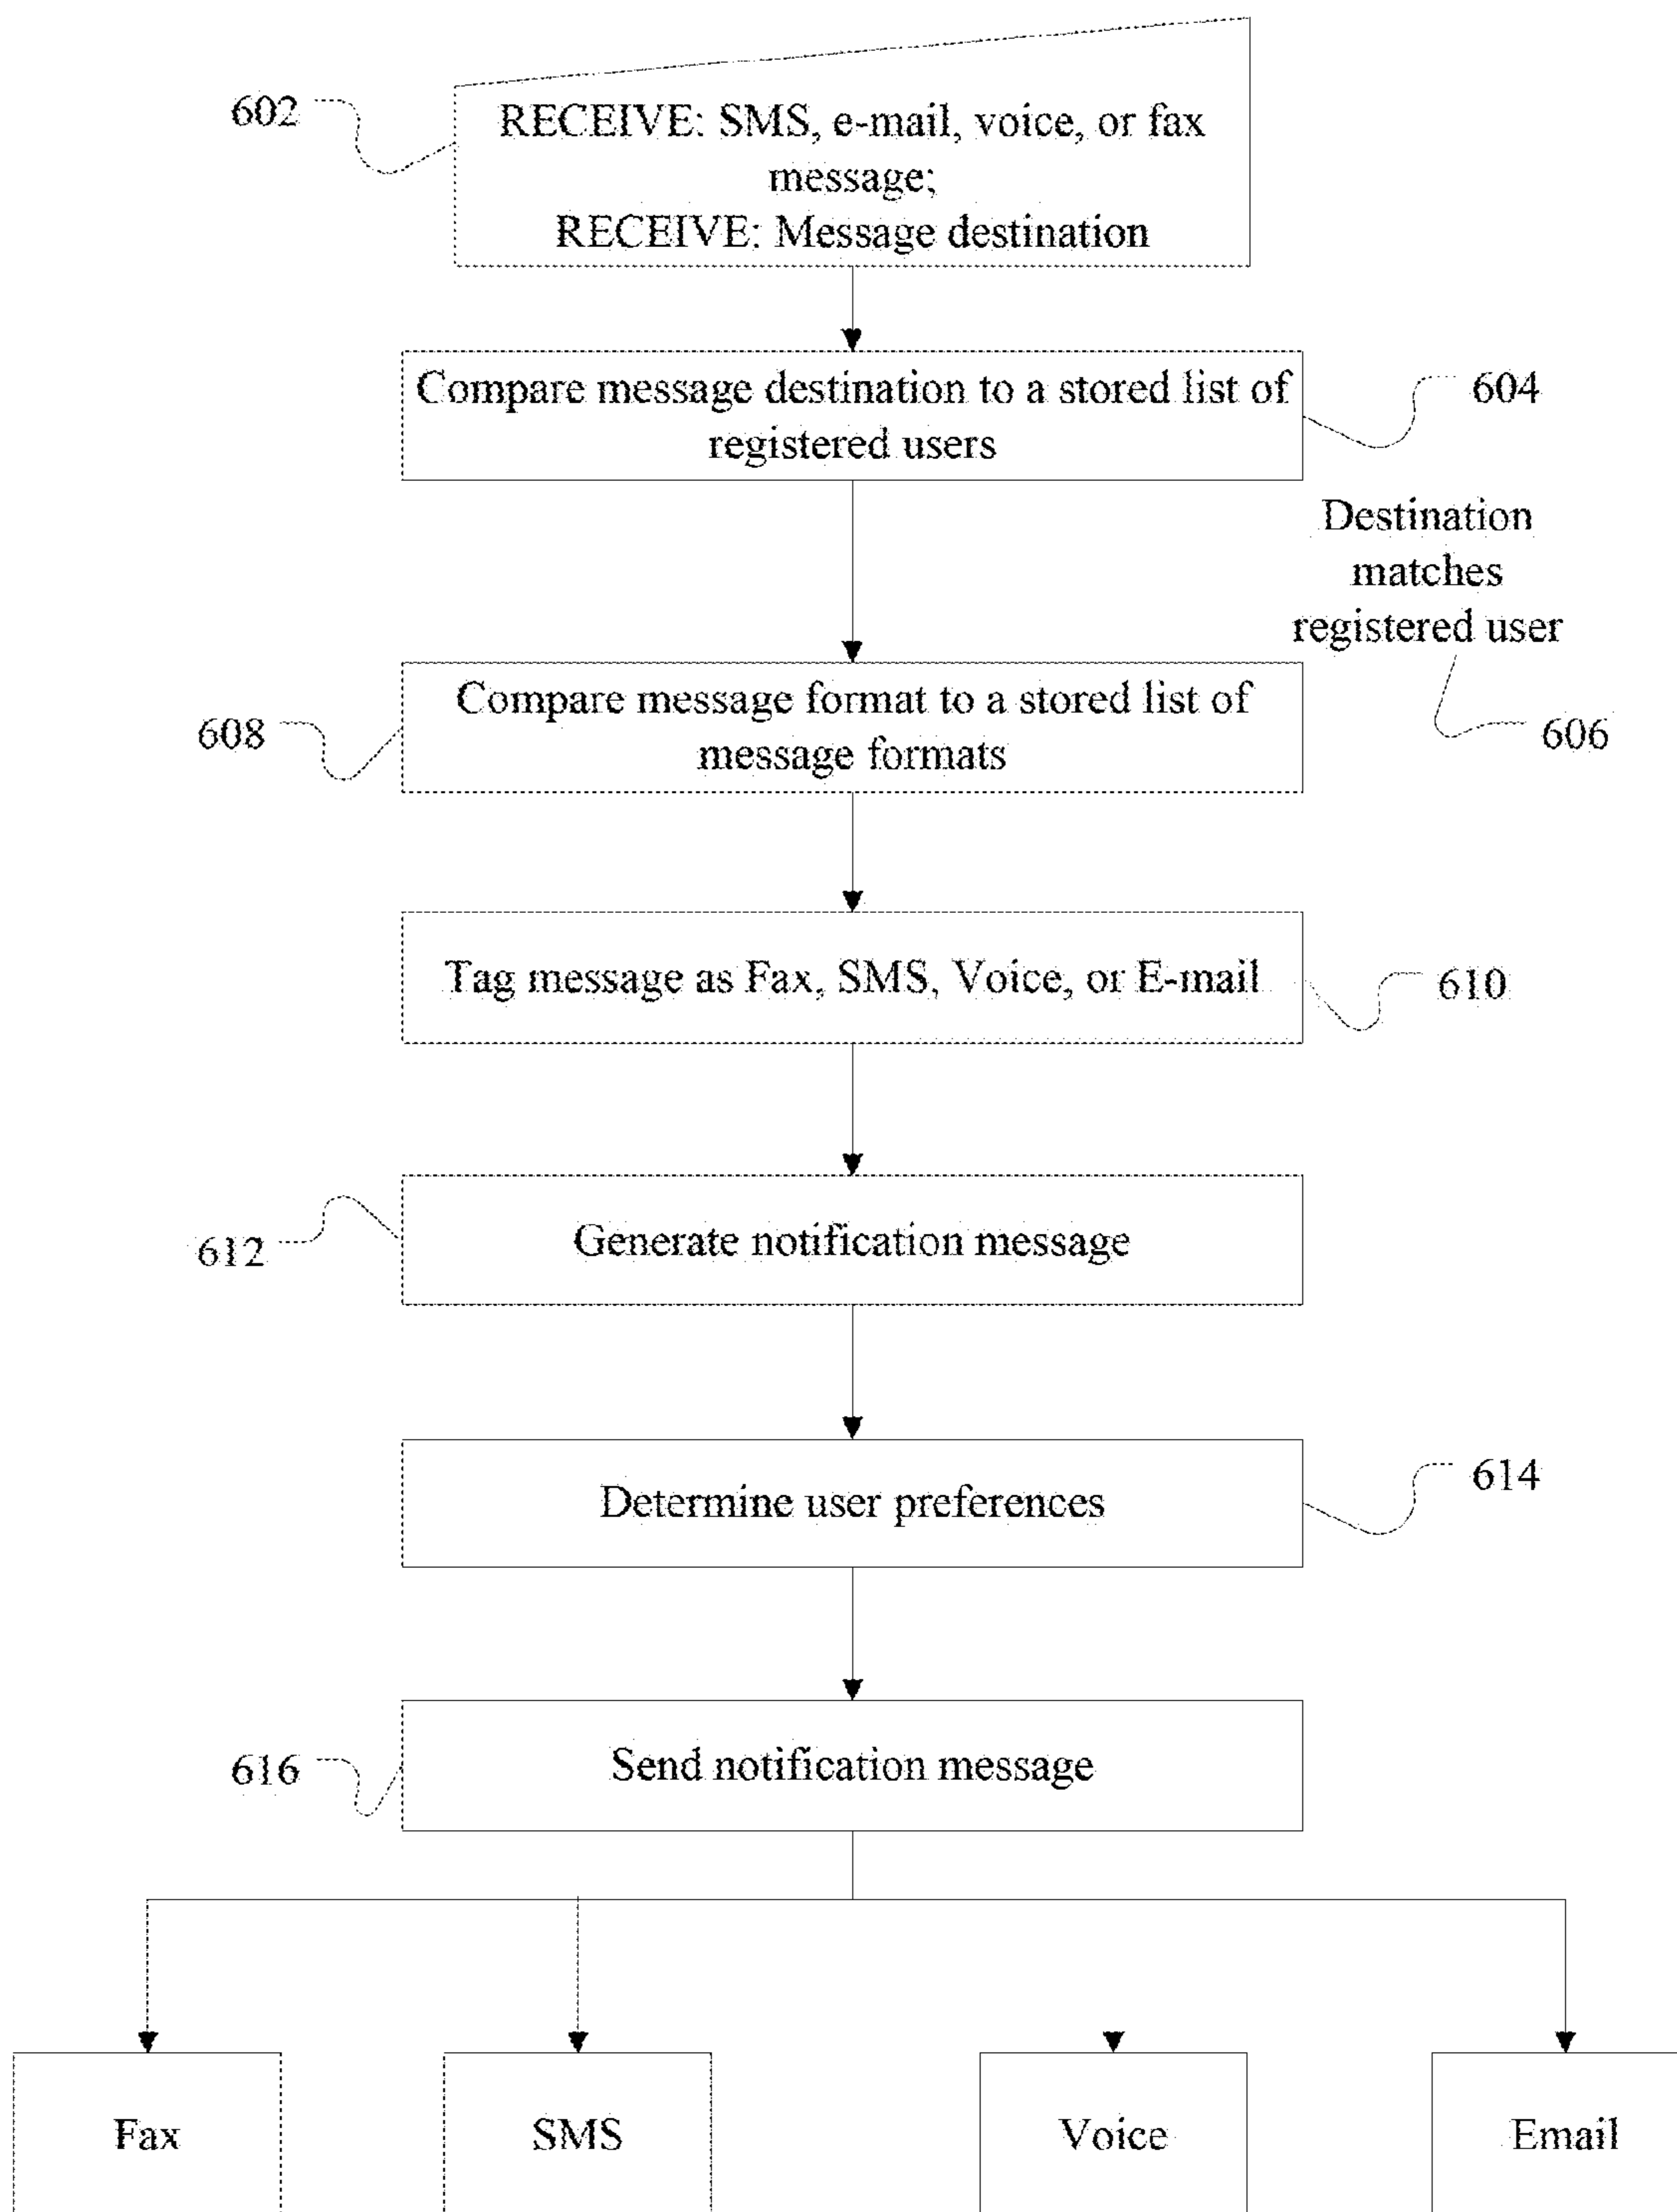 602
RECEIVE: SMS, e-mail, voice, or fax
message;
RECEIVE: Message destination
Compare message destination to a stored list of
registered users
604
Destination
matches
registered user
606
608
Compare message format to a stored list of
message formats
Tag message as Fax, SMS, Voice, or E-mail
610
612
Generate notification message
Determine user preferences
614
616
Send notification message
Fax
SMS
Voice
Email